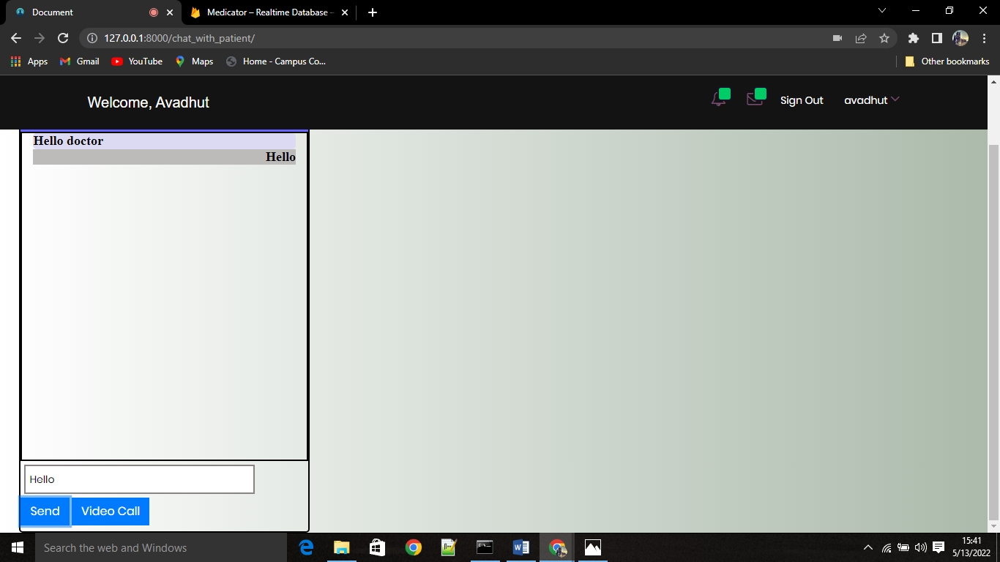 Document
Medicator – Realtime Database –
127.0.0.1:8000/chat_with_patient/
Apps
Gmail
YouTube
Maps
Home - Campus Co...
Other bookmarks
Welcome, Avadhut
Sign Out
avadhut
Hello doctor
Hello
Hello
Send
Video Call
Search the web and Windows
15:41
5/13/2022